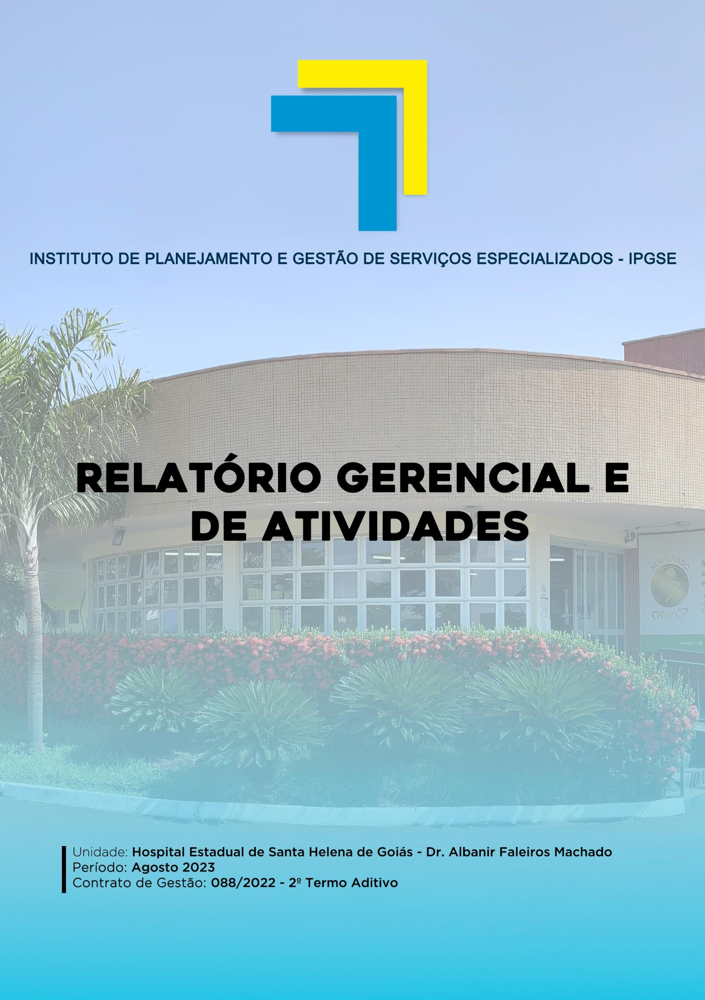 INSTITUTO DE PLANEJAMENTO E GESTÃO DE SERVIÇOS ESPECIALIZADOS - IPGSE
RELATÓRIO GERENCIAL E
DE ATIVIDADES
ACREDITADO
ONA
HURSO
Unidade: Hospital Estadual de Santa Helena de Goiás - Dr. Albanir Faleiros Machado
Período: Agosto 2023
Contrato de Gestão: 088/2022 - 2º Termo Aditivo